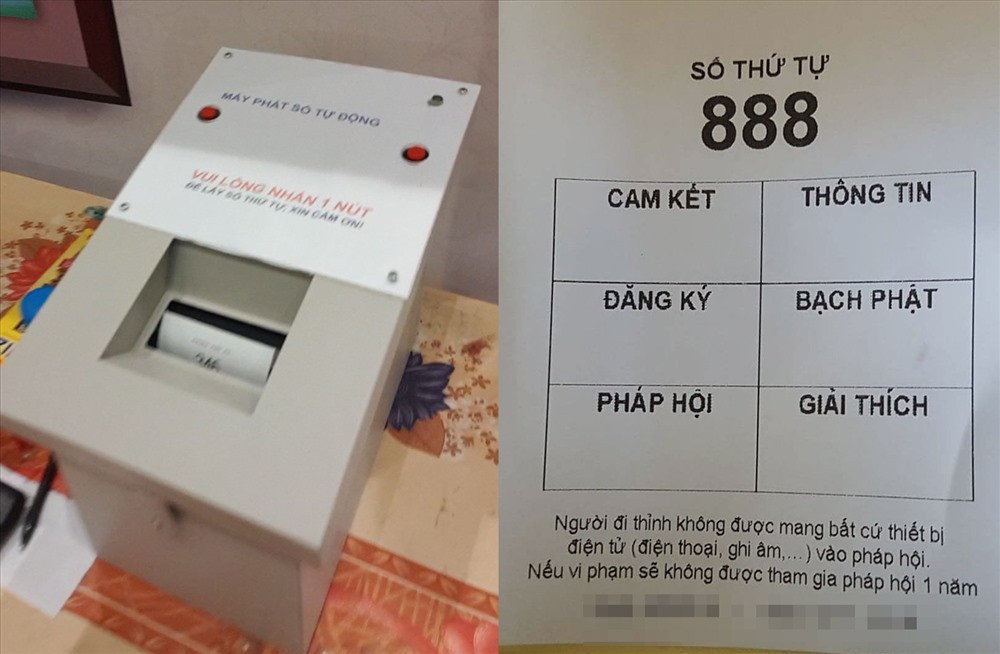 MÁY PHÁT SỐ TỰ ĐỘNG
VUI LÒNG NHẤN 1 NÚT
ĐỂ LẤY SỐ THỨ TỰ, XIN CẢM ƠN!
SỐ THỨ TỰ
888
CAM KẾT
THÔNG TIN
ĐĂNG KÝ
BẠCH PHẬT
PHÁP HỘI
GIẢI THÍCH
Người đi thỉnh không được mang bất cứ thiết bị
điện tử (điện thoại, ghi âm,...) vào pháp hội.
Nếu vi phạm sẽ không được tham gia pháp hội 1 năm